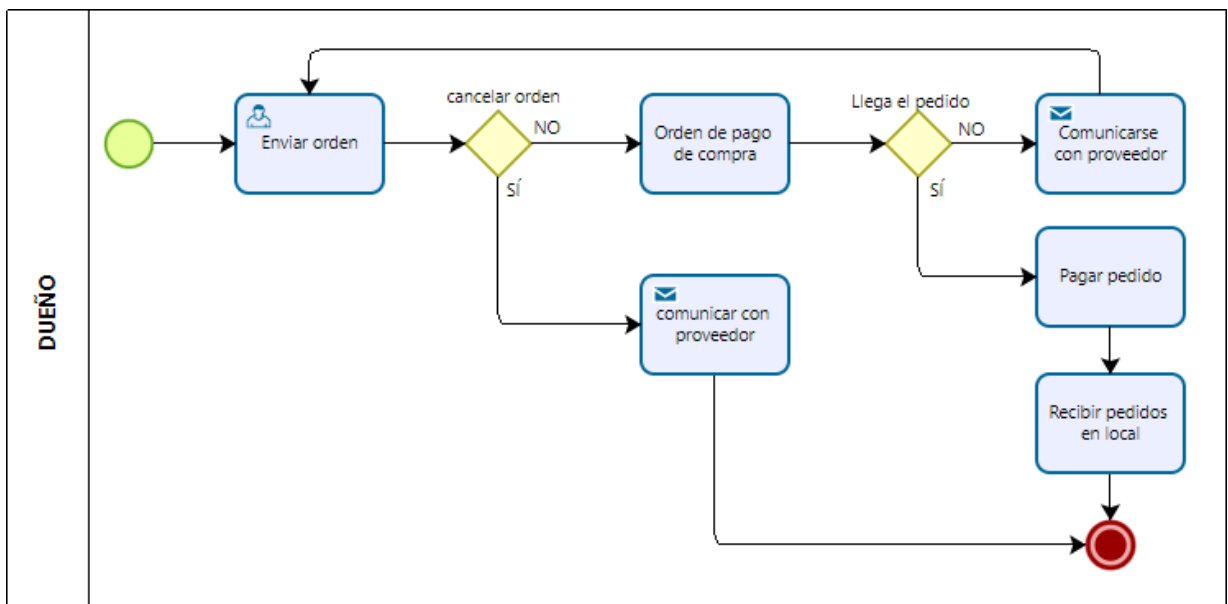 DUEÑO
Enviar orden
cancelar orden
NO
SÍ
Orden de pago
de compra
Llega el pedido
NO
SÍ
Comunicarse
con proveedor
Pagar pedido
comunicar con
proveedor
Recibir pedidos
en local